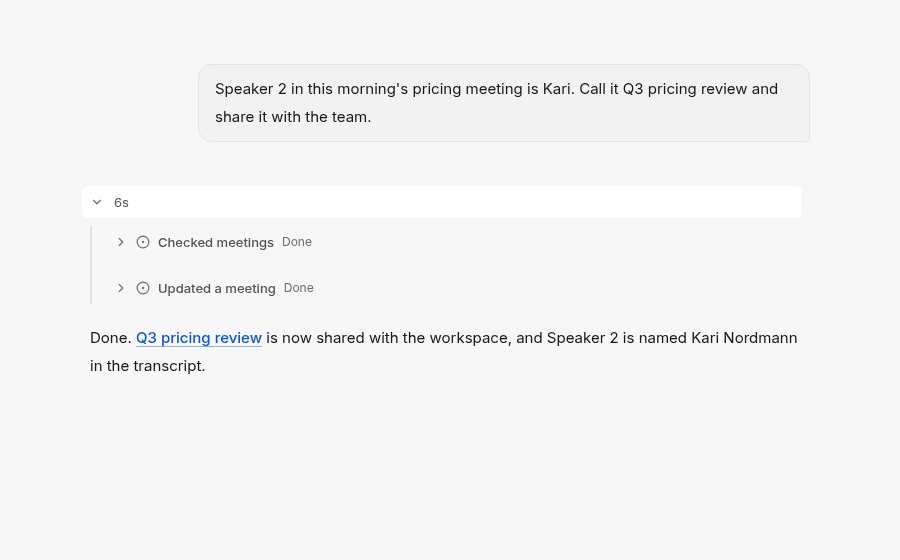 Speaker 2 in this morning's pricing meeting is Kari. Call it Q3 pricing review and
share it with the team.
6s
Checked meetings Done
Updated a meeting Done
Done. Q3 pricing review is now shared with the workspace, and Speaker 2 is named Kari Nordmann
in the transcript.